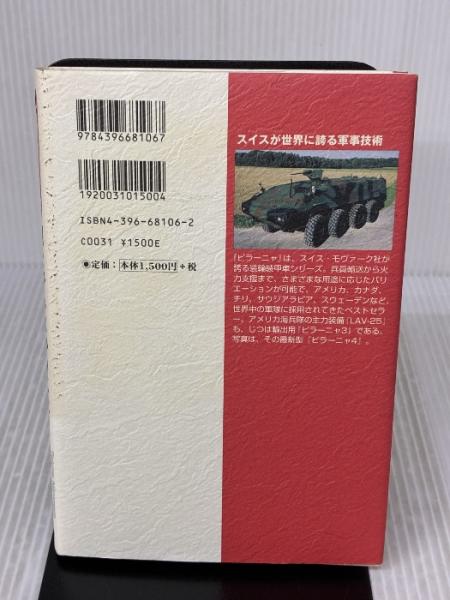 9784396681067
1920031015004
ISBN4-396-68106-2
C0031 ¥1500E
●定価：本体1,500円+税
スイスが世界に誇る軍事技術
「ピラーニャ」は、スイス・モヴァーク社が
誇る装輪装甲車シリーズ。兵員輸送から火
力支援まで、さまざまな用途に応じたバリ
エーションが可能で、アメリカ、カナダ、
チリ、サウジアラビア、スウェーデンなど、
世界中の軍隊に採用されてきたベストセラ
ー。アメリカ海兵隊の主力装備「LAV-25」
も、じつは輸出用「ピラーニャ3」である。
写真は、その最新型「ピラーニャ4」。